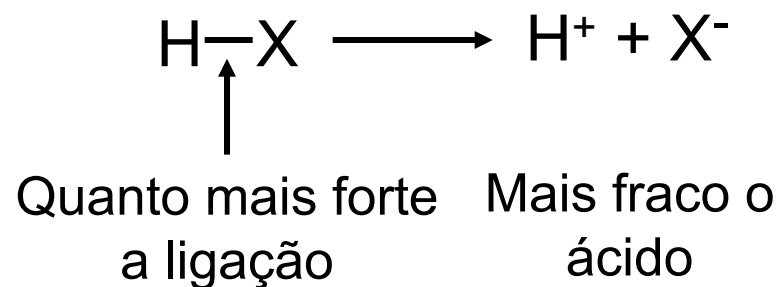 H—X → H⁺ + X⁻
Quanto mais forte
a ligação
Mais fraco o
ácido